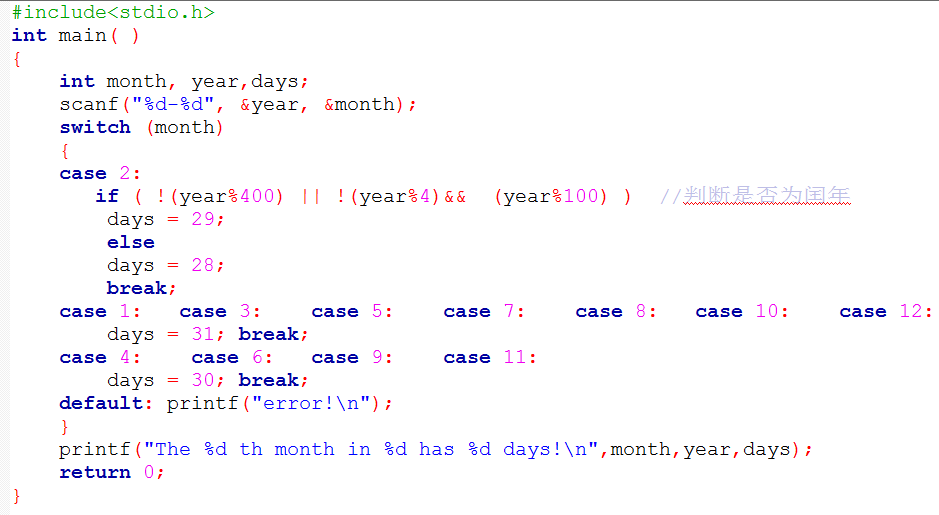 #include<stdio.h>
int main( )
{
    int month, year,days;
    scanf("%d-%d", &year, &month);
    switch (month)
    {
    case 2:
       if ( !(year%400) || !(year%4)&&  (year%100) )  //判断是否为闰年
        days = 29;
        else
        days = 28;
        break;
    case 1:   case 3:    case 5:    case 7:    case 8:   case 10:    case 12:
        days = 31; break;
    case 4:    case 6:   case 9:    case 11:
        days = 30; break;
    default: printf("error!\n");
    }
    printf("The %d th month in %d has %d days!\n",month,year,days);
    return 0;
}